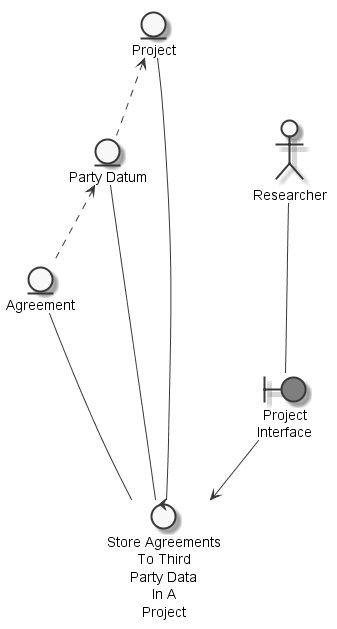 Project
Party Datum
Researcher
Agreement
Project
Interface
Store Agreements
To Third
Party Data
In A
Project